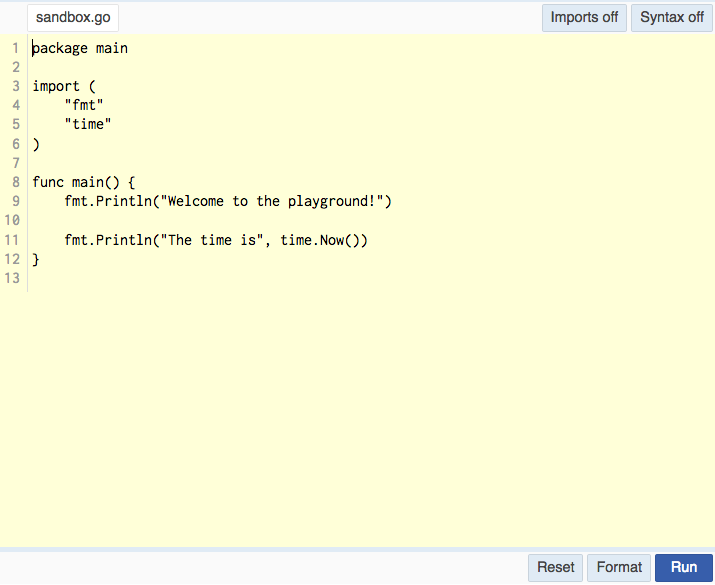 sandbox.go Imports off Syntax off
1 package main
2
3 import (
4     "fmt"
5     "time"
6 )
7
8 func main() {
9     fmt.Println("Welcome to the playground!")
10
11     fmt.Println("The time is", time.Now())
12 }
13
Reset Format Run